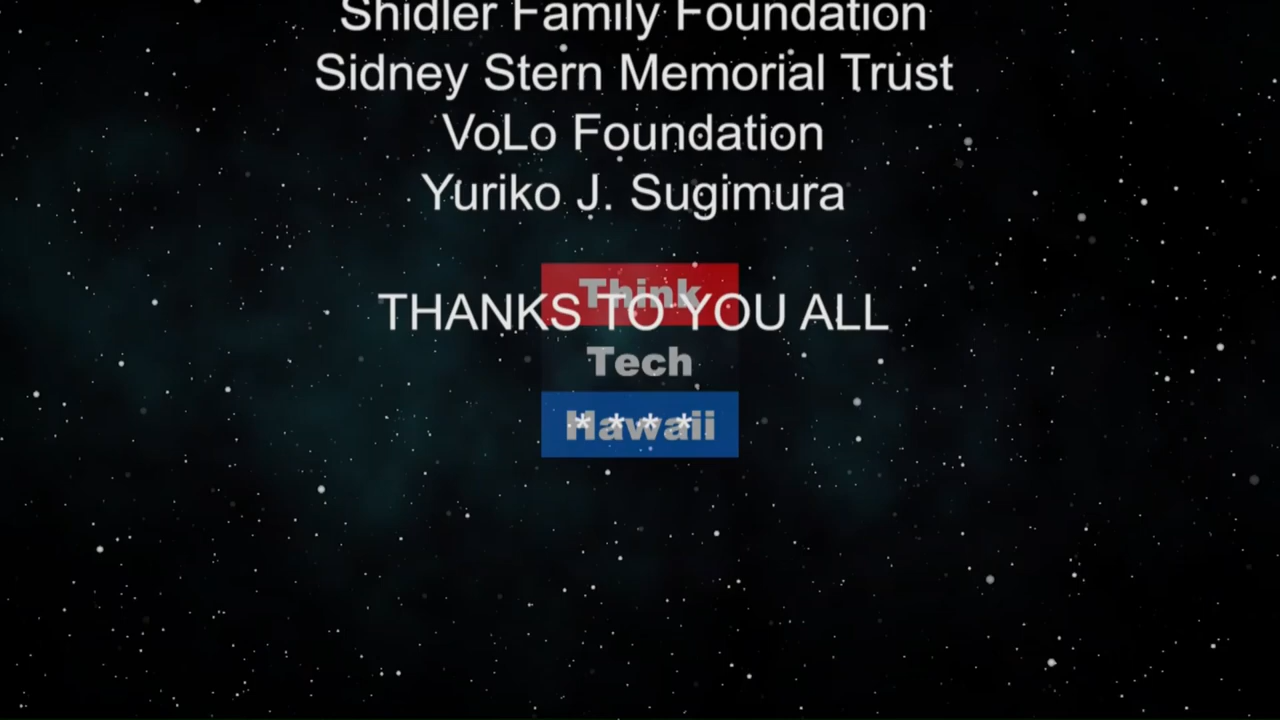 Shidler Family Foundation
Sidney Stern Memorial Trust
VoLo Foundation
Yuriko J. Sugimura
Think
THANKS TO YOU ALL
Tech
Hawaii
* * * *